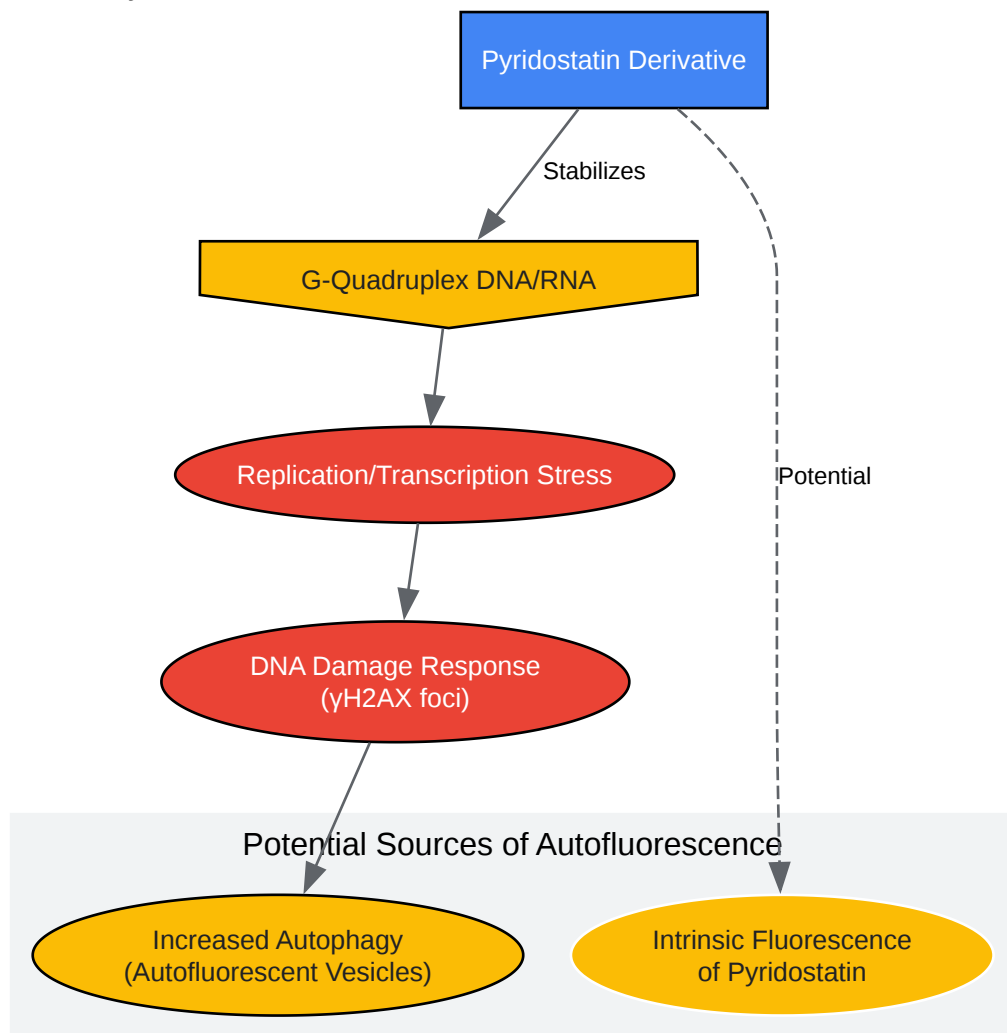 Pyridostatin Derivative
Stabilizes
G-Quadruplex DNA/RNA
Replication/Transcription Stress
Potential
DNA Damage Response
(γH2AX foci)
Potential Sources of Autofluorescence
Increased Autophagy
(Autofluorescent Vesicles)
Intrinsic Fluorescence
of Pyridostatin